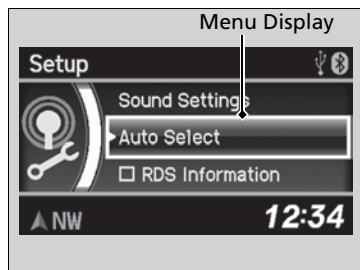 Menu Display
Setup
Sound Settings
Auto Select
RDS Information
NW
12:34